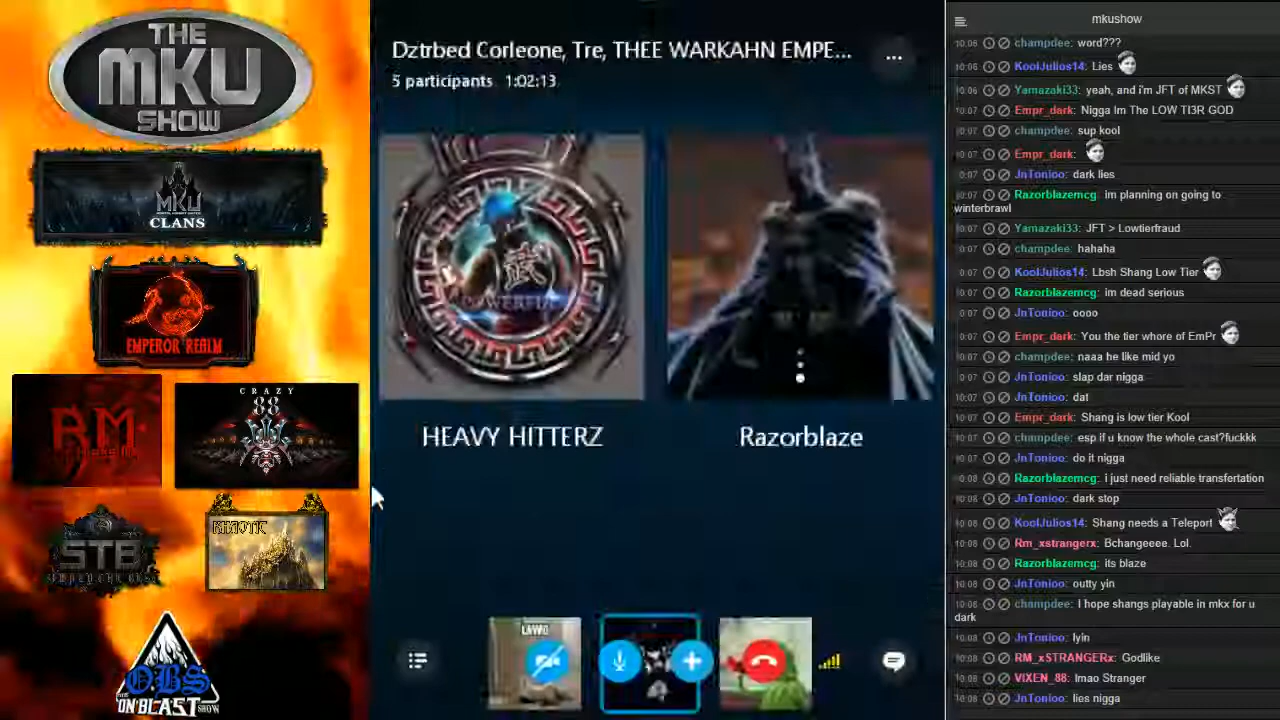 THE
MKU
SHOW
MKU
CLANS
EMPEROR REALM
RM
CRAZY
88
STB
KHAOTIC
O.B.S
THE
ON BLAST SHOW
Dztrbed Corleone, Tre, THEE WARKAHN EMPE...
5 participants 1:02:13
...
POWERFUL
武
HEAVY HITTERZ
Razorblaze
mkushow
10:06 champdee: word???
10:06 KoolJulios14: Lies
10:06 Yamazaki33: yeah, and i'm JFT of MKST
10:07 Empr_dark: Nigga Im The LOW TI3R GOD
10:07 champdee: sup kool
10:07 Empr_dark:
10:07 JnTonioo: dark lies
10:07 Razorblazemcg: im planning on going to
winterbrawl
10:07 Yamazaki33: JFT > Lowtierfraud
10:07 champdee: hahaha
10:07 KoolJulios14: Lbsh Shang Low Tier
10:07 Razorblazemcg: im dead serious
10:07 JnTonioo: oooo
10:07 Empr_dark: You the tier whore of EmPr
10:07 champdee: naaa he like mid yo
10:07 JnTonioo: slap dar nigga
10:07 JnTonioo: dat
10:07 Empr_dark: Shang is low tier Kool
10:07 champdee: esp if u know the whole cast?fuckkk
10:07 JnTonioo: do it nigga
10:08 Razorblazemcg: i just need reliable transfertation
10:08 JnTonioo: dark stop
10:08 KoolJulios14: Shang needs a Teleport
10:08 Rm_xstrangerx: Bchangeeee. Lol.
10:08 Razorblazemcg: its blaze
10:08 JnTonioo: outty yin
10:08 champdee: I hope shangs playable in mkx for u
dark
10:08 JnTonioo: lyin
10:08 RM_xSTRANGERx: Godlike
10:08 VIXEN_88: lmao Stranger
10:08 JnTonioo: lies nigga